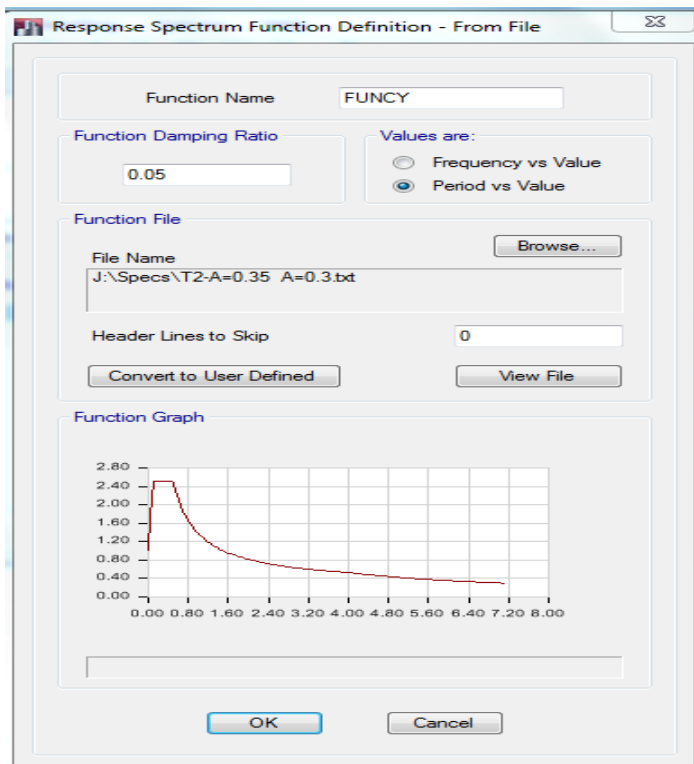 Response Spectrum Function Definition - From File
Function Name FUNCY
Function Damping Ratio
0.05
Values are:
Frequency vs Value
Period vs Value
Function File
Browse...
File Name
J:\Specs\T2-A=0.35 A=0.3.txt
Header Lines to Skip 0
Convert to User Defined View File
Function Graph
2.80
2.40
2.00
1.60
1.20
0.80
0.40
0.00
0.00 0.80 1.60 2.40 3.20 4.00 4.80 5.60 6.40 7.20 8.00
OK Cancel